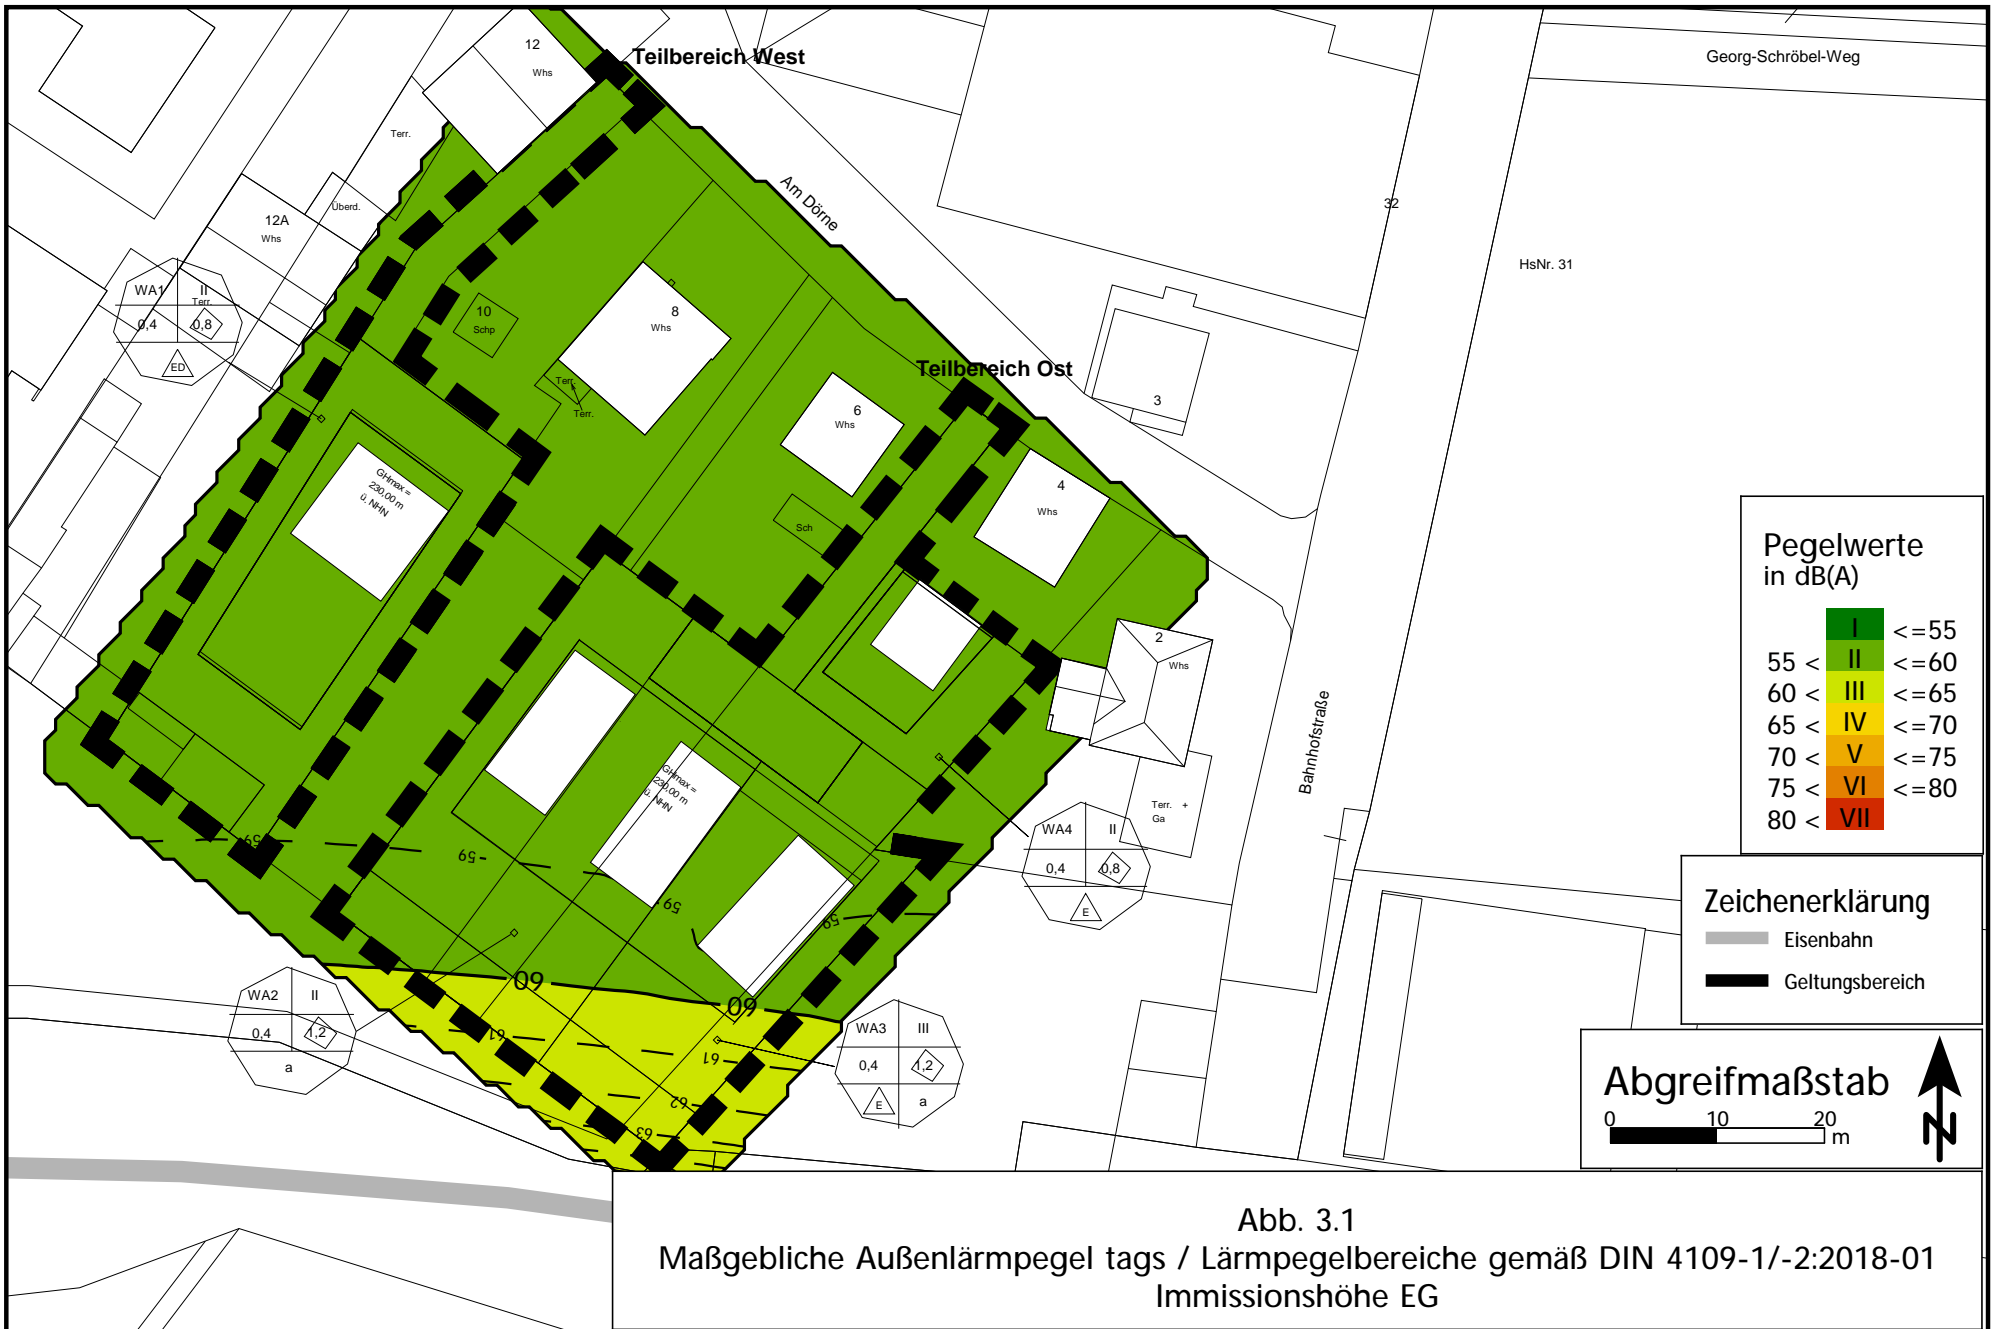 12
Whs
Teilbereich West
Georg-Schröbel-Weg
Terr.
Am Dörne
12A
Whs
Überd.
32
HsNr. 31
WA1
II
Terr.
0,4
0,8
ED
10
Schp
8
Whs
Teilbereich Ost
Terr.
Terr.
6
Whs
3
GHmax =
230,00 m
ü. NHN
Sch
4
Whs
2
Whs
Bahnhofstraße
GHmax =
230,00 m
ü. NHN
Terr. +
Ga
WA4
II
0,4
0,8
E
59
59
59
59
60
60
61
61
62
63
WA2
II
0,4
1,2
a
WA3
III
0,4
1,2
E
a
Pegelwerte
in dB(A)
I <=55
55 < II <=60
60 < III <=65
65 < IV <=70
70 < V <=75
75 < VI <=80
80 < VII
Zeichenerklärung
Eisenbahn
Geltungsbereich
Abgreifmaßstab
0 10 20
m
N
Abb. 3.1
Maßgebliche Außenlärmpegel tags / Lärmpegelbereiche gemäß DIN 4109-1/-2:2018-01
Immissionshöhe EG